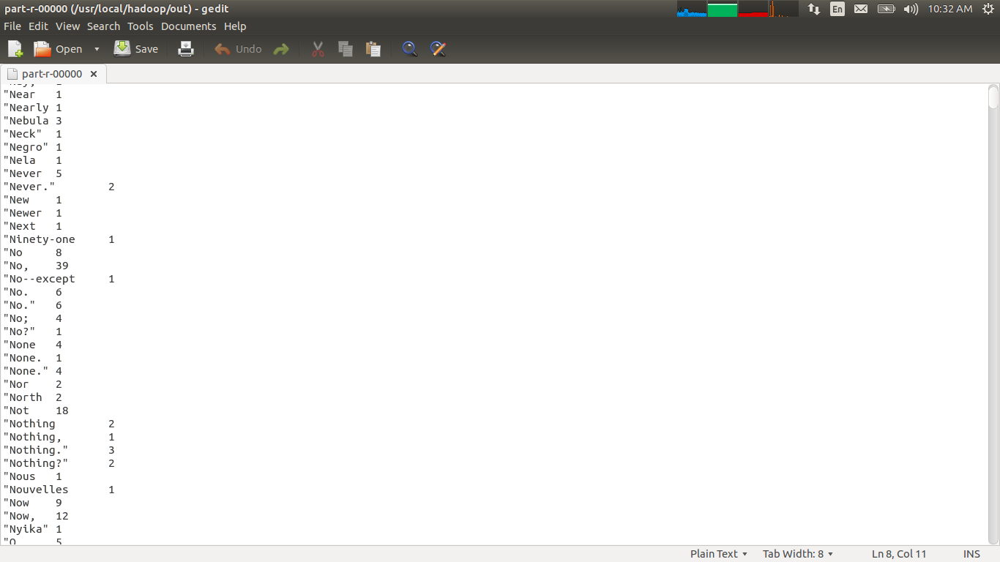 part-r-00000 (/usr/local/hadoop/out) - gedit
En
10:32 AM
File Edit View Search Tools Documents Help
Open Save Undo
part-r-00000 ×
"Near 1
"Nearly 1
"Nebula 3
"Neck" 1
"Negro" 1
"Nela 1
"Never 5
"Never." 2
"New 1
"Newer 1
"Next 1
"Ninety-one 1
"No 8
"No, 39
"No--except 1
"No. 6
"No." 6
"No; 4
"No?" 1
"None 4
"None. 1
"None." 4
"Nor 2
"North 2
"Not 18
"Nothing 2
"Nothing, 1
"Nothing." 3
"Nothing?" 2
"Nous 1
"Nouvelles 1
"Now 9
"Now, 12
"Nyika" 1
"O 5
Plain Text Tab Width: 8 Ln 8, Col 11 INS